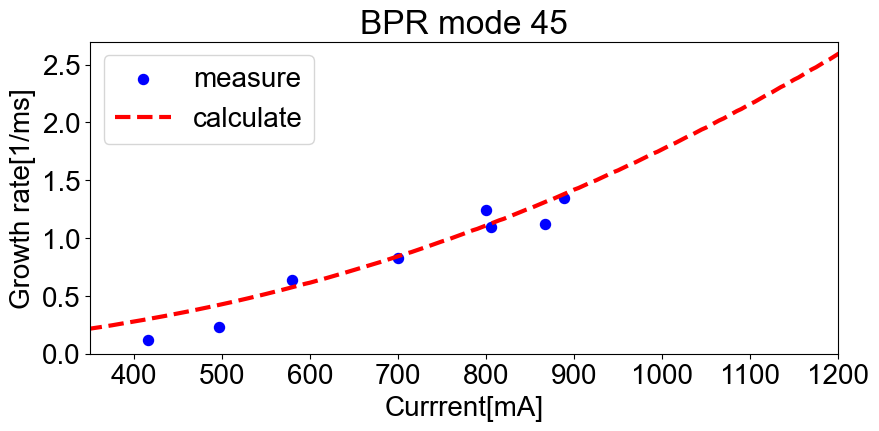 BPR mode 45
measure
calculate
Growth rate[1/ms]
2.5
2.0
1.5
1.0
0.5
0.0
400 500 600 700 800 900 1000 1100 1200
Currrent[mA]